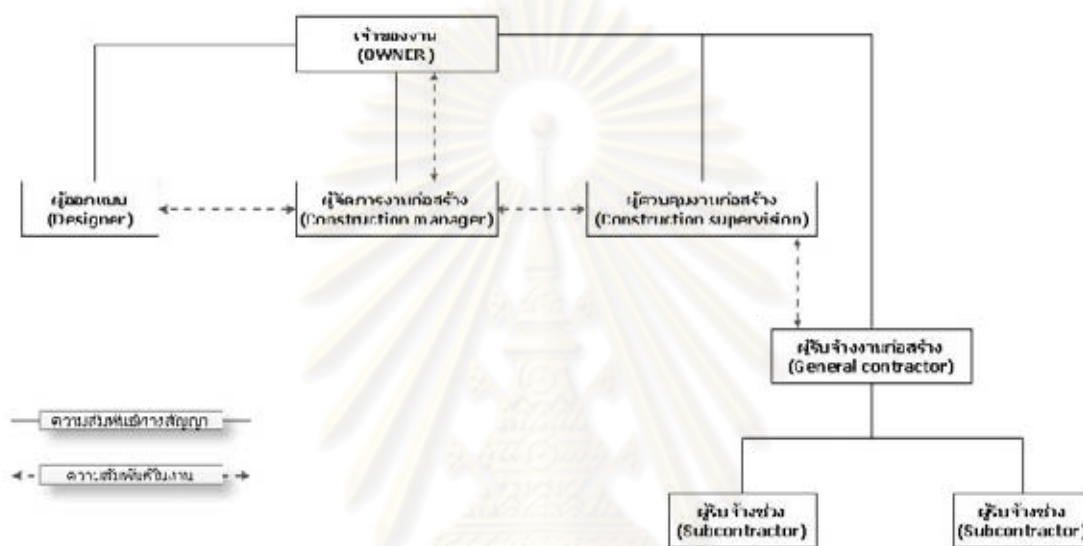 เจ้าของงาน
(OWNER)
ผู้ออกแบบ
(Designer)
ผู้จัดการงานก่อสร้าง
(Construction manager)
ผู้ควบคุมงานก่อสร้าง
(Construction supervision)
ผู้รับจ้างงานก่อสร้าง
(General contractor)
ความสัมพันธ์ทางสัญญา
ความสัมพันธ์ในงาน
ผู้รับจ้างช่วง
(Subcontractor)
ผู้รับจ้างช่วง
(Subcontractor)